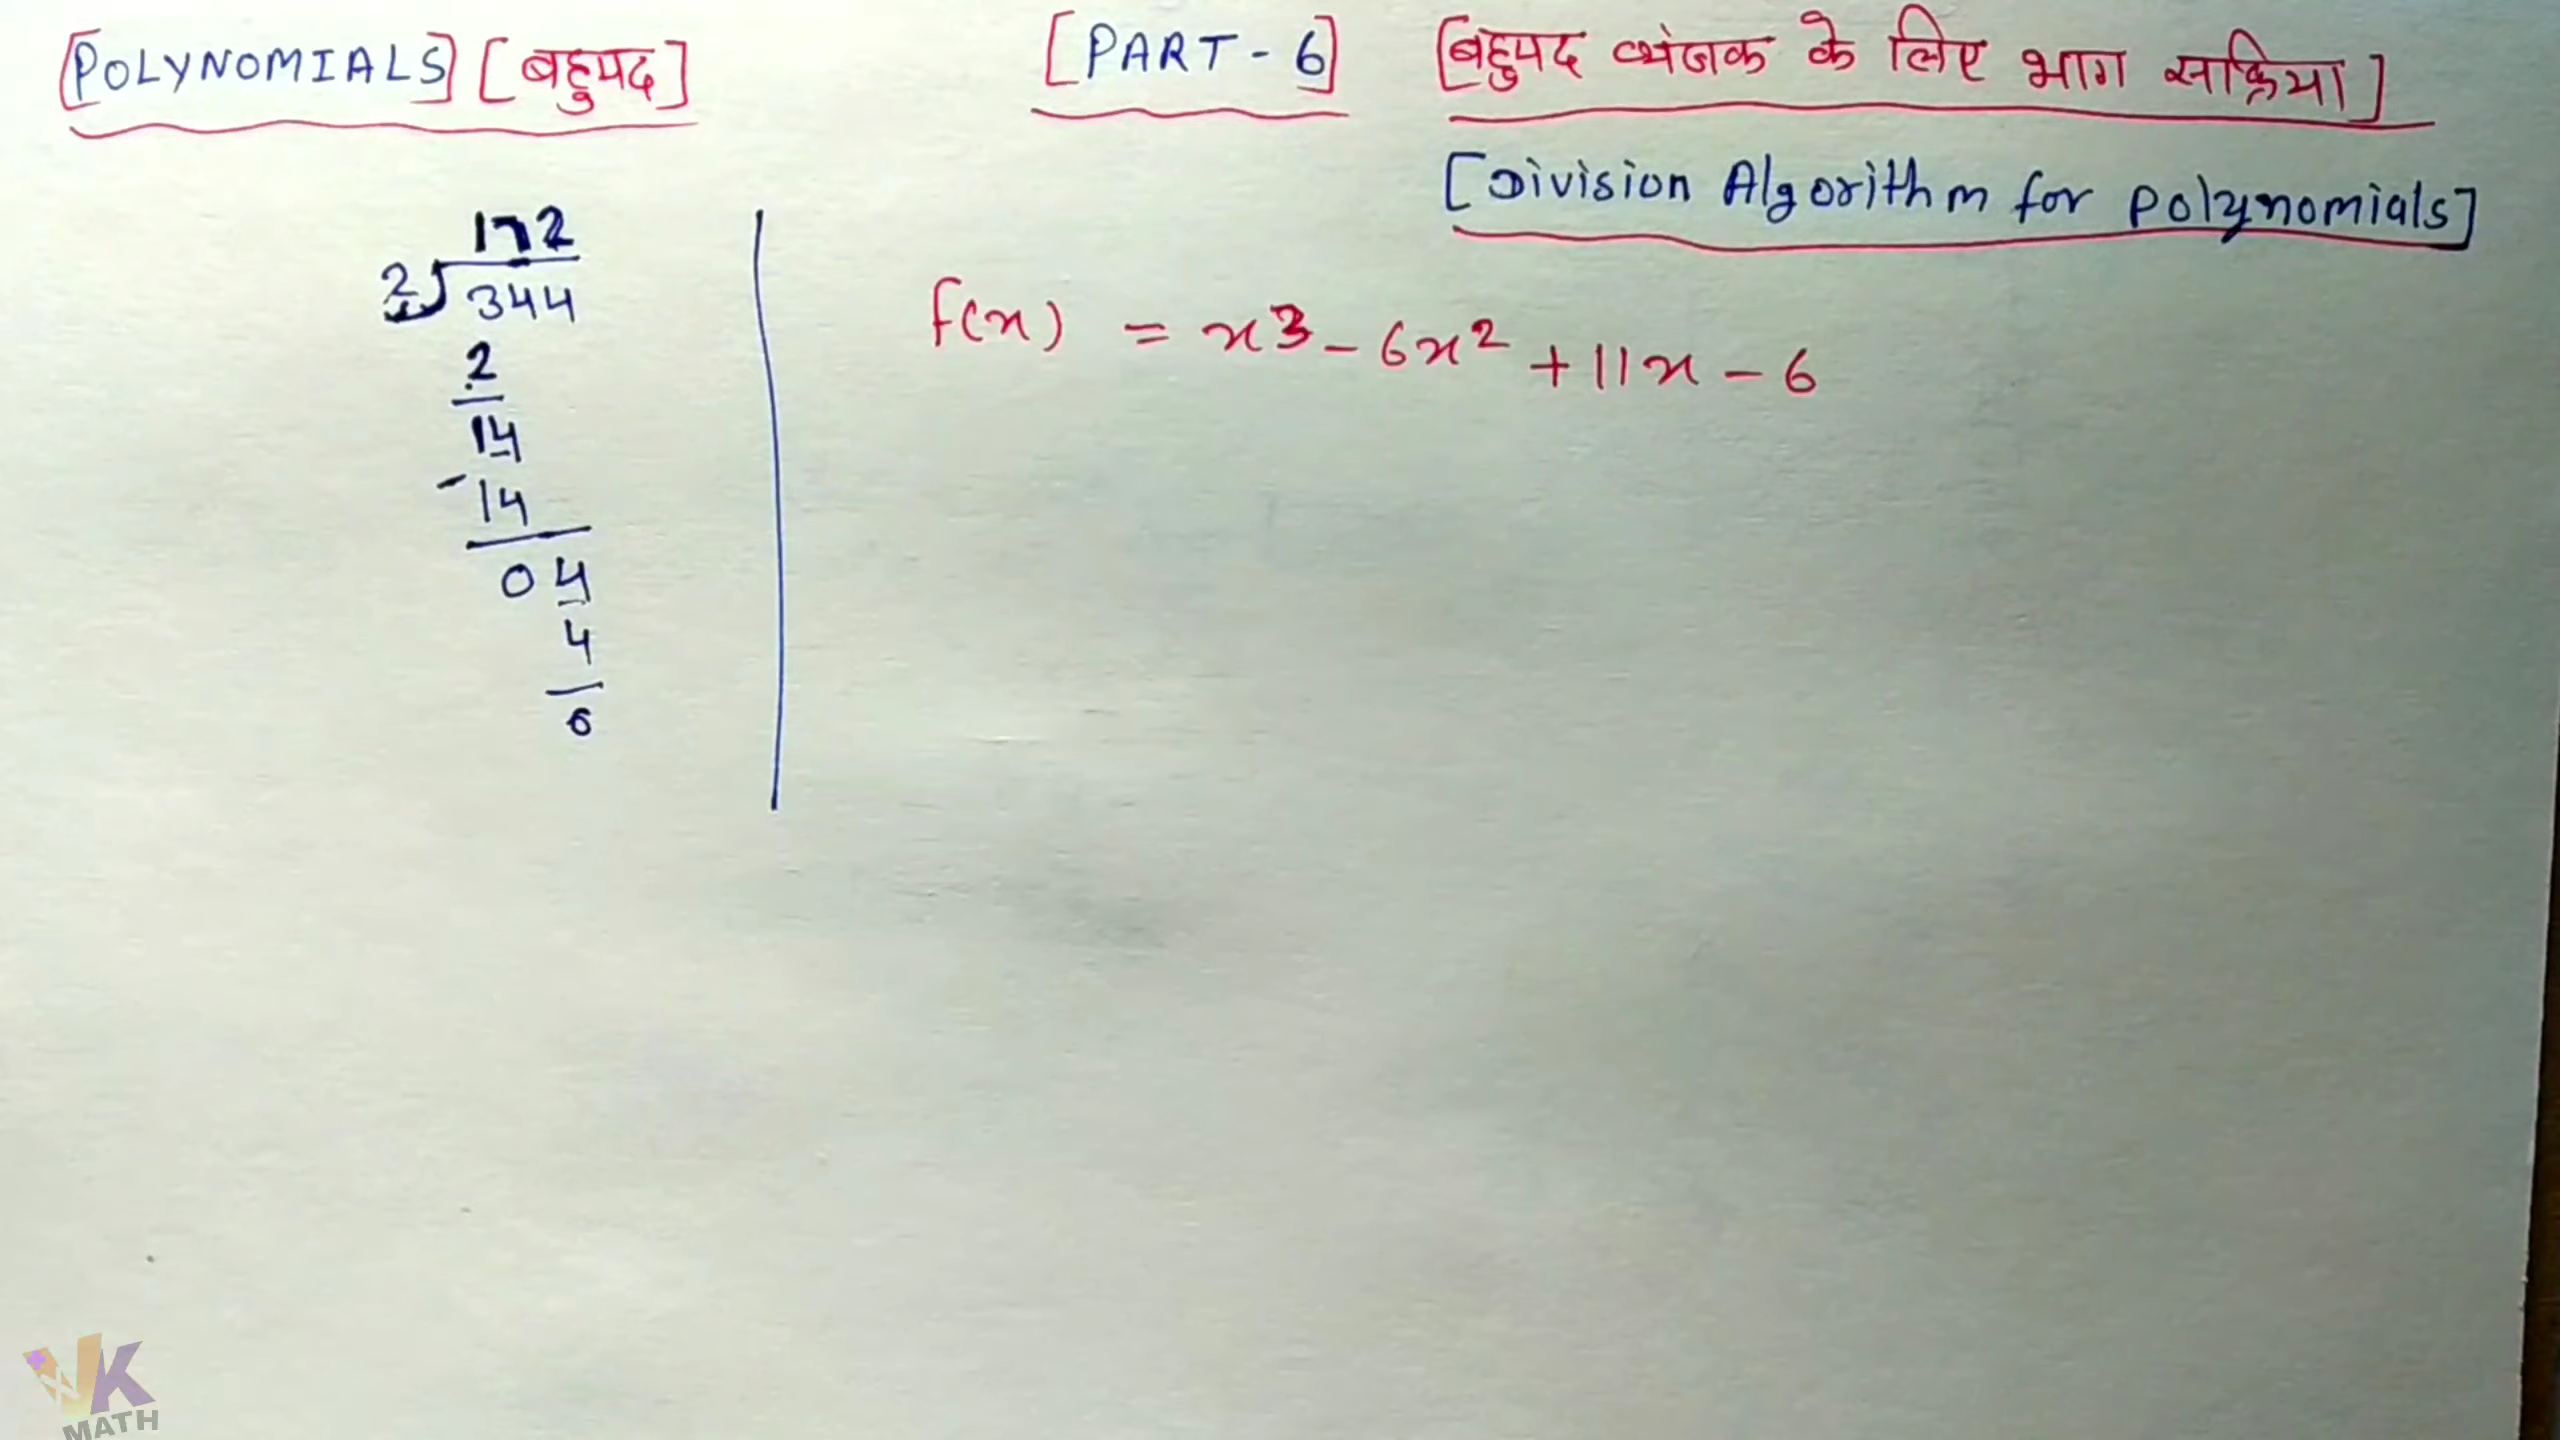 [POLYNOMIALS] [बहुपद] [PART - 6] [बहुपद व्यंजक के लिए भाग सक्रिया]
[Division Algorithm for polynomials]
172
2) 344
2
14
- 14
04
4
0
f(x) = x³ - 6x² + 11x - 6
VK
MATH